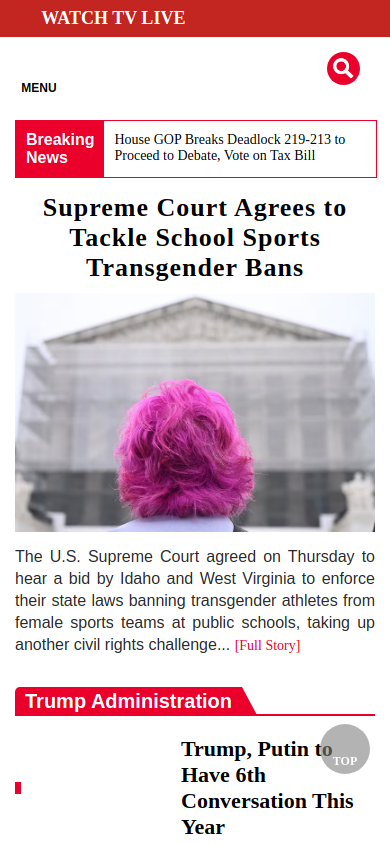 WATCH TV LIVE
MENU
Breaking
News
House GOP Breaks Deadlock 219-213 to
Proceed to Debate, Vote on Tax Bill
Supreme Court Agrees to
Tackle School Sports
Transgender Bans
The U.S. Supreme Court agreed on Thursday to
hear a bid by Idaho and West Virginia to enforce
their state laws banning transgender athletes from
female sports teams at public schools, taking up
another civil rights challenge... [Full Story]
Trump Administration
Trump, Putin to
Have 6th
Conversation This
Year
TOP